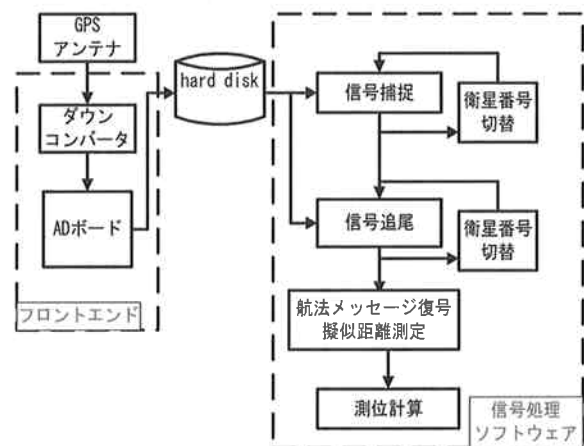 GPS
アンテナ
ダウン
コンバータ
ADボード
フロントエンド
hard disk
信号捕捉
衛星番号
切替
信号追尾
衛星番号
切替
航法メッセージ復号
擬似距離測定
測位計算
信号処理
ソフトウェア